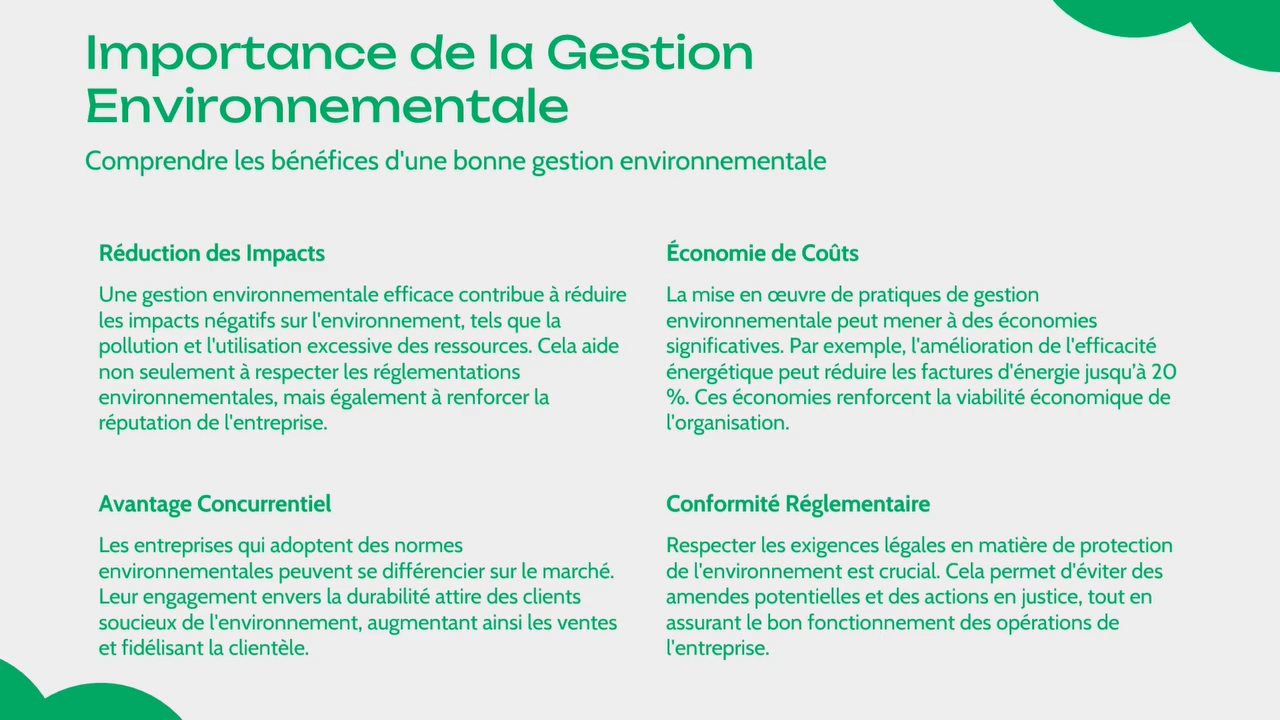 Importance de la Gestion
Environnementale
Comprendre les bénéfices d'une bonne gestion environnementale
Réduction des Impacts
Une gestion environnementale efficace contribue à réduire
les impacts négatifs sur l'environnement, tels que la
pollution et l'utilisation excessive des ressources. Cela aide
non seulement à respecter les réglementations
environnementales, mais également à renforcer la
réputation de l'entreprise.
Économie de Coûts
La mise en œuvre de pratiques de gestion
environnementale peut mener à des économies
significatives. Par exemple, l'amélioration de l'efficacité
énergétique peut réduire les factures d'énergie jusqu'à 20
%. Ces économies renforcent la viabilité économique de
l'organisation.
Avantage Concurrentiel
Les entreprises qui adoptent des normes
environnementales peuvent se différencier sur le marché.
Leur engagement envers la durabilité attire des clients
soucieux de l'environnement, augmentant ainsi les ventes
et fidélisant la clientèle.
Conformité Réglementaire
Respecter les exigences légales en matière de protection
de l'environnement est crucial. Cela permet d'éviter des
amendes potentielles et des actions en justice, tout en
assurant le bon fonctionnement des opérations de
l'entreprise.